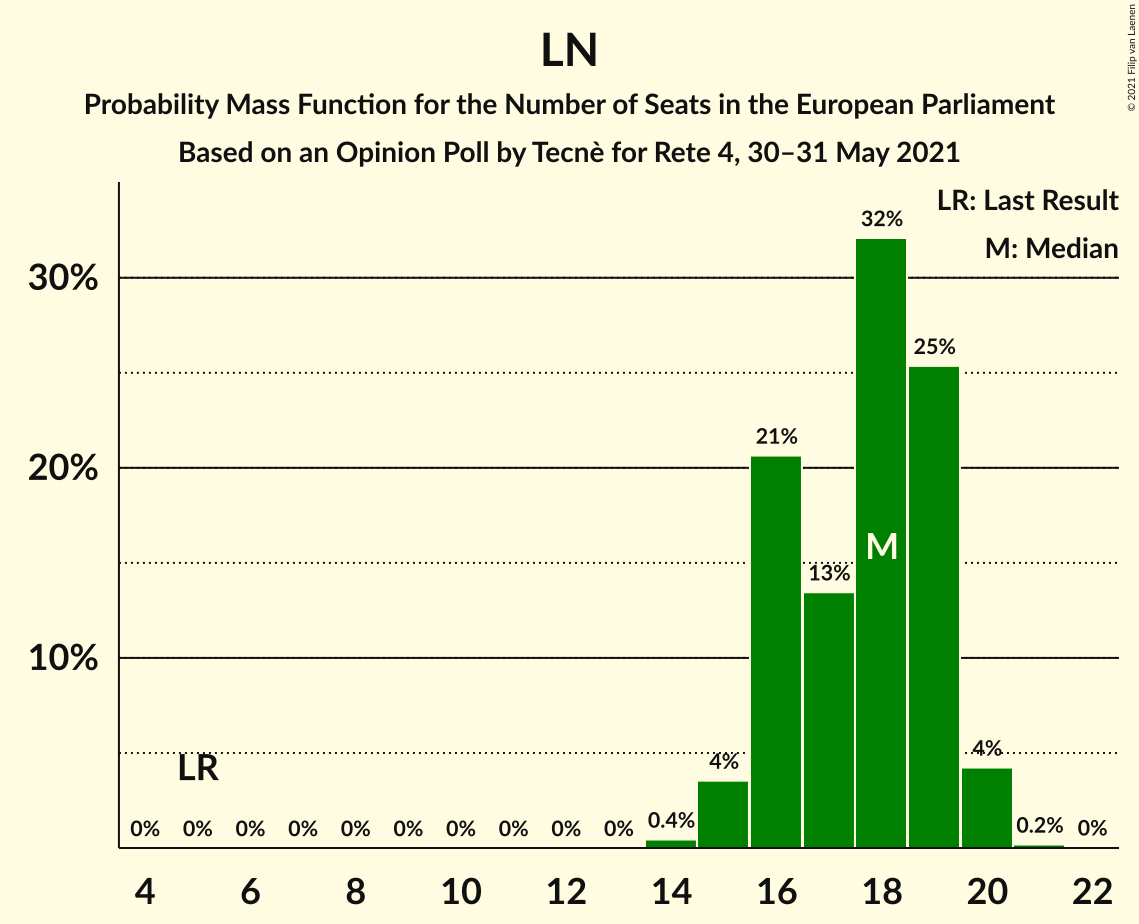 LN
Probability Mass Function for the Number of Seats in the European Parliament
Based on an Opinion Poll by Tecnè for Rete 4, 30–31 May 2021
© 2021 Filip van Laenen
LR: Last Result
M: Median
30%
20%
10%
LR
M
0% 0% 0% 0% 0% 0% 0% 0% 0% 0% 0.4% 4% 21% 13% 32% 25% 4% 0.2% 0%
4 6 8 10 12 14 16 18 20 22